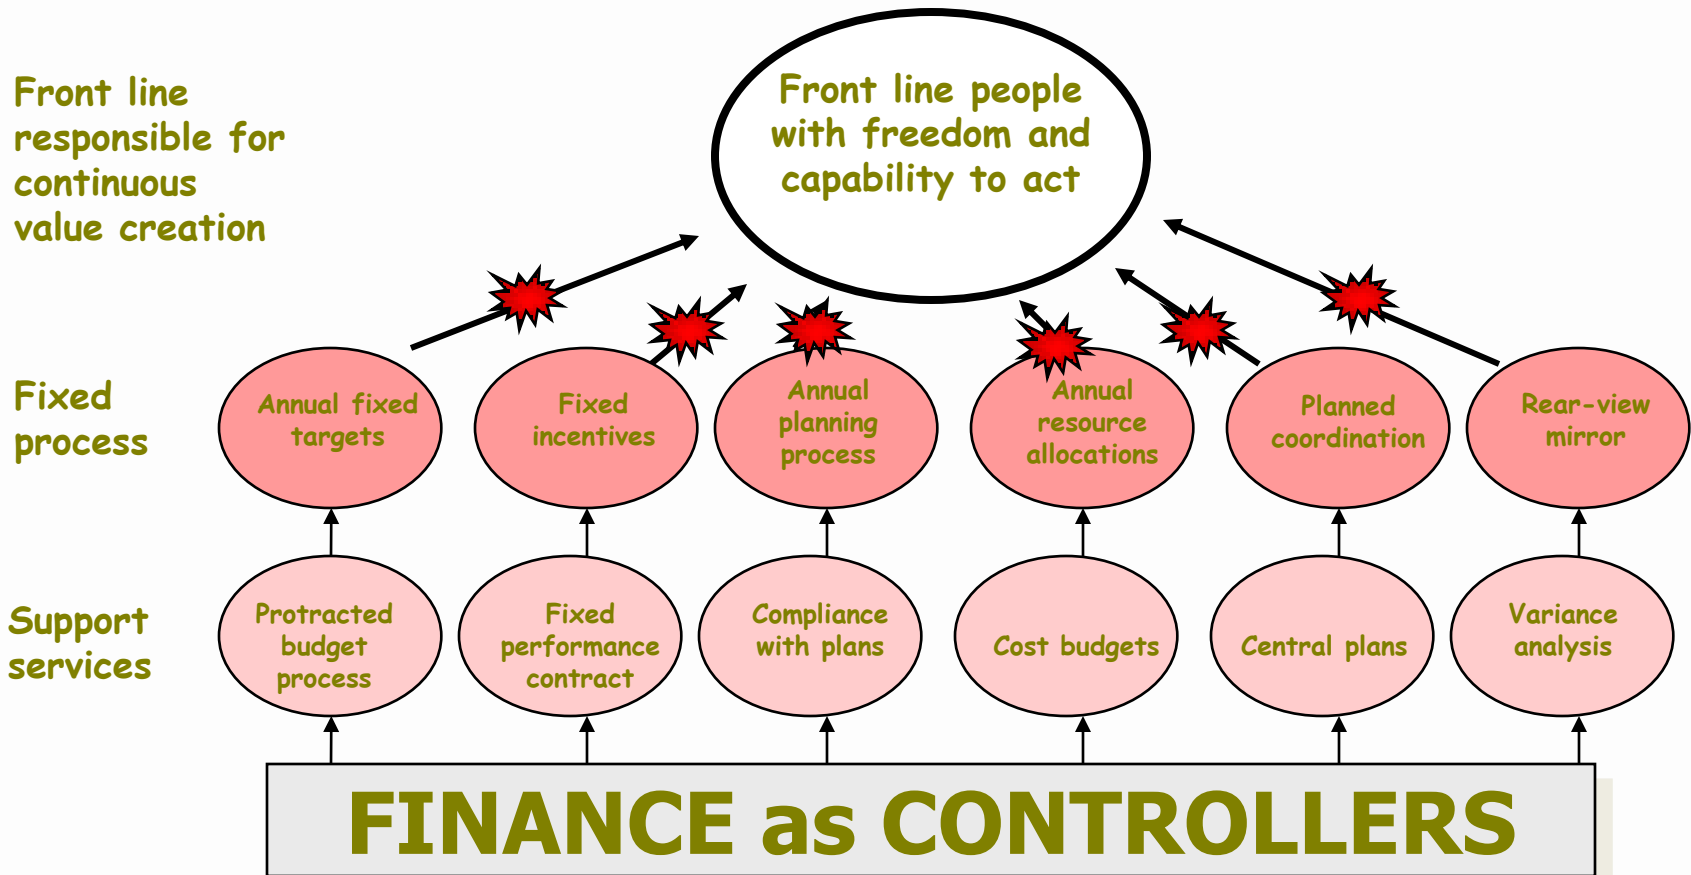 Front line
responsible for
continuous
value creation
Front line people
with freedom and
capability to act
Fixed
process
Annual fixed
targets
Fixed
incentives
Annual
planning
process
Annual
resource
allocations
Planned
coordination
Rear-view
mirror
Support
services
Protracted
budget
process
Fixed
performance
contract
Compliance
with plans
Cost budgets
Central plans
Variance
analysis
FINANCE as CONTROLLERS